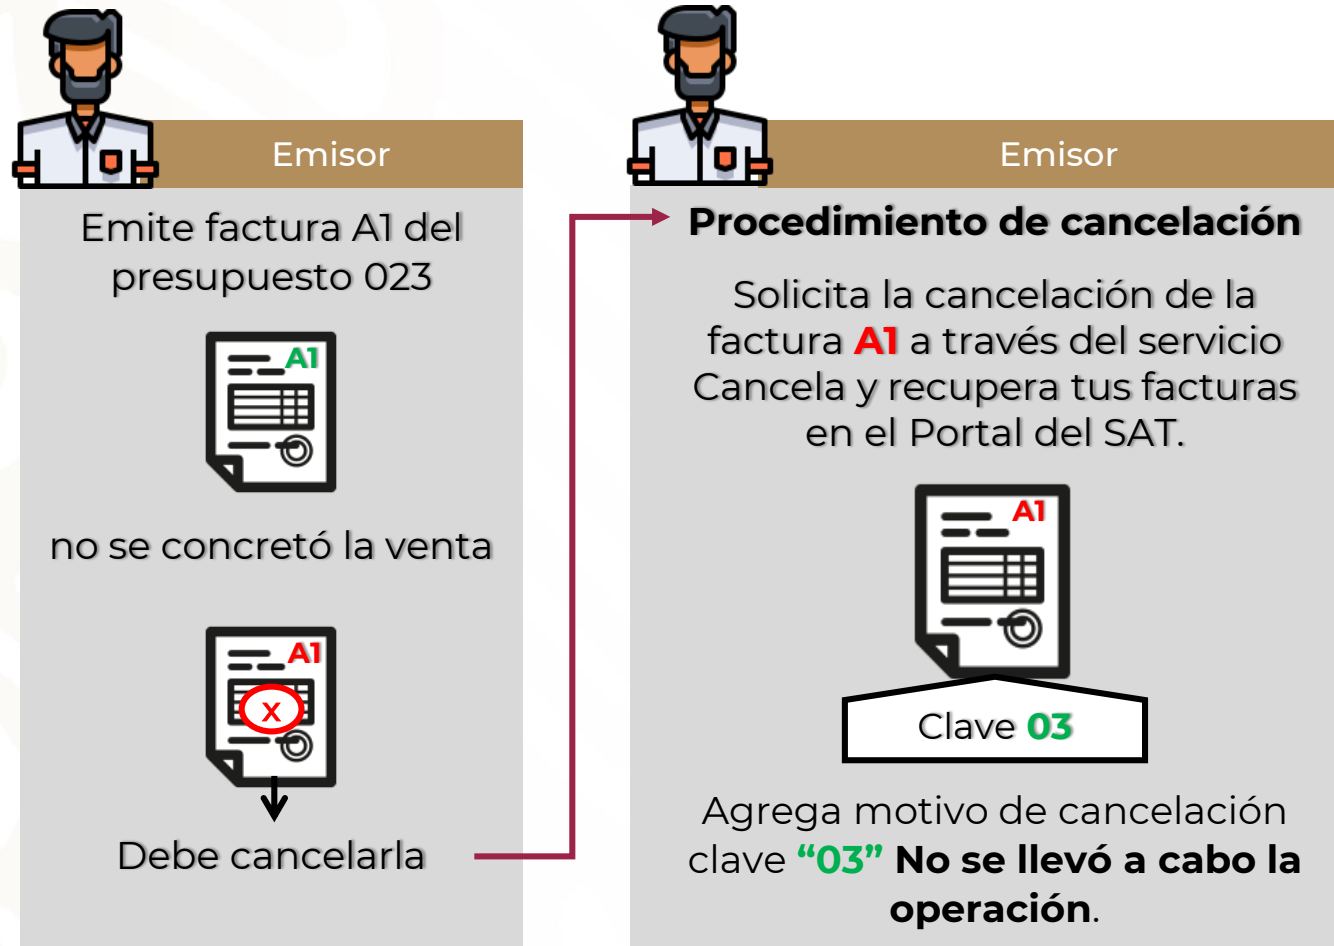 Emisor
Emite factura A1 del
presupuesto 023
A1
no se concretó la venta
A1
x
Debe cancelarla
Emisor
Procedimiento de cancelación
Solicita la cancelación de la
factura A1 a través del servicio
Cancela y recupera tus facturas
en el Portal del SAT.
A1
Clave 03
Agrega motivo de cancelación
clave “03” No se llevó a cabo la
operación.